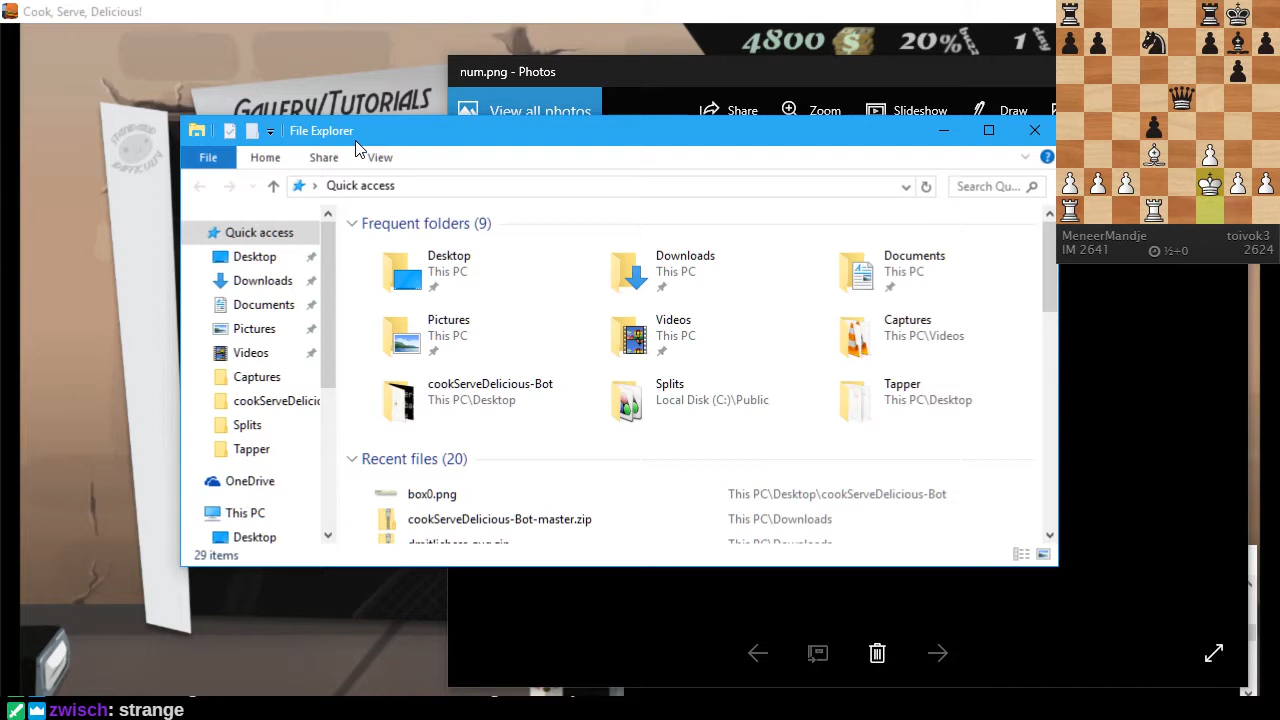 Cook, Serve, Delicious!
4800 20% buzz 1 day
GALLERY/TUTORIALS
num.png - Photos
View all photos
Share Zoom Slideshow Draw
File Explorer
File Home Share View
Quick access
Search Qu...
Quick access
Desktop
Downloads
Documents
Pictures
Videos
Captures
cookServeDelicio
Splits
Tapper
OneDrive
This PC
Desktop
Frequent folders (9)
Desktop
This PC
Downloads
This PC
Documents
This PC
Pictures
This PC
Videos
This PC
Captures
This PC\Videos
cookServeDelicious-Bot
This PC\Desktop
Splits
Local Disk (C:)\Public
Tapper
This PC\Desktop
Recent files (20)
box0.png This PC\Desktop\cookServeDelicious-Bot
cookServeDelicious-Bot-master.zip This PC\Downloads
29 items
MeneerMandje toivok3
IM 2641 ½+0 2624
zwisch: strange